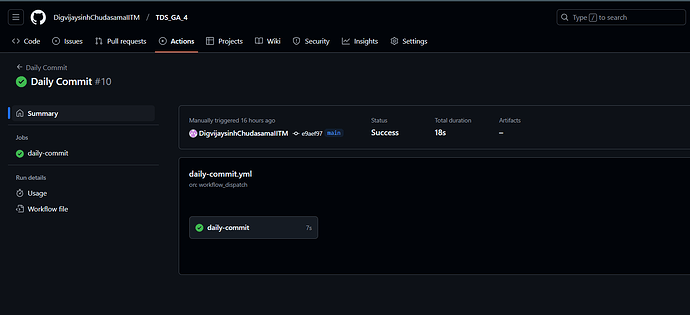 DigvijaysinhChudasamaIITM / TDS_GA_4
Type / to search
Code Issues Pull requests Actions Projects Wiki Security Insights Settings
Daily Commit
Daily Commit #10
Summary
Jobs
daily-commit
Run details
Usage
Workflow file
Manually triggered 16 hours ago
DigvijaysinhChudasamaIITM e9aef97 main
Status
Success
Total duration
18s
Artifacts
–
daily-commit.yml
on: workflow_dispatch
daily-commit 7s